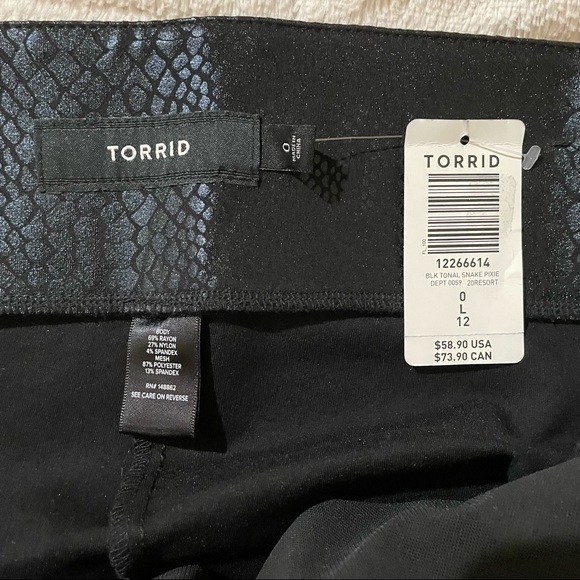 TORRID
0
MADE IN
CHINA
TORRID
12266614
BLK TONAL SNAKE PIXIE
DEPT 0059 20RESORT
0
L
12
$58.90 USA
$73.90 CAN
BODY
69% RAYON
27% NYLON
4% SPANDEX
MESH
87% POLYESTER
13% SPANDEX
RN# 148862
SEE CARE ON REVERSE